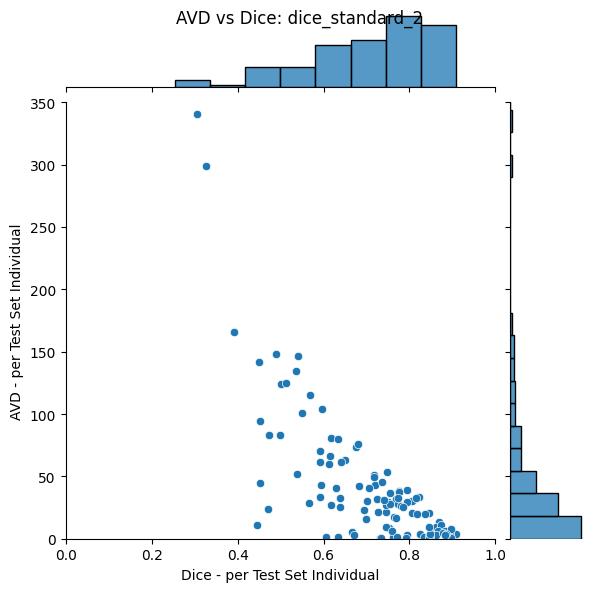 AVD vs Dice: dice_standard_2
350
300
250
200
150
100
50
0
AVD - per Test Set Individual
0.0 0.2 0.4 0.6 0.8 1.0
Dice - per Test Set Individual